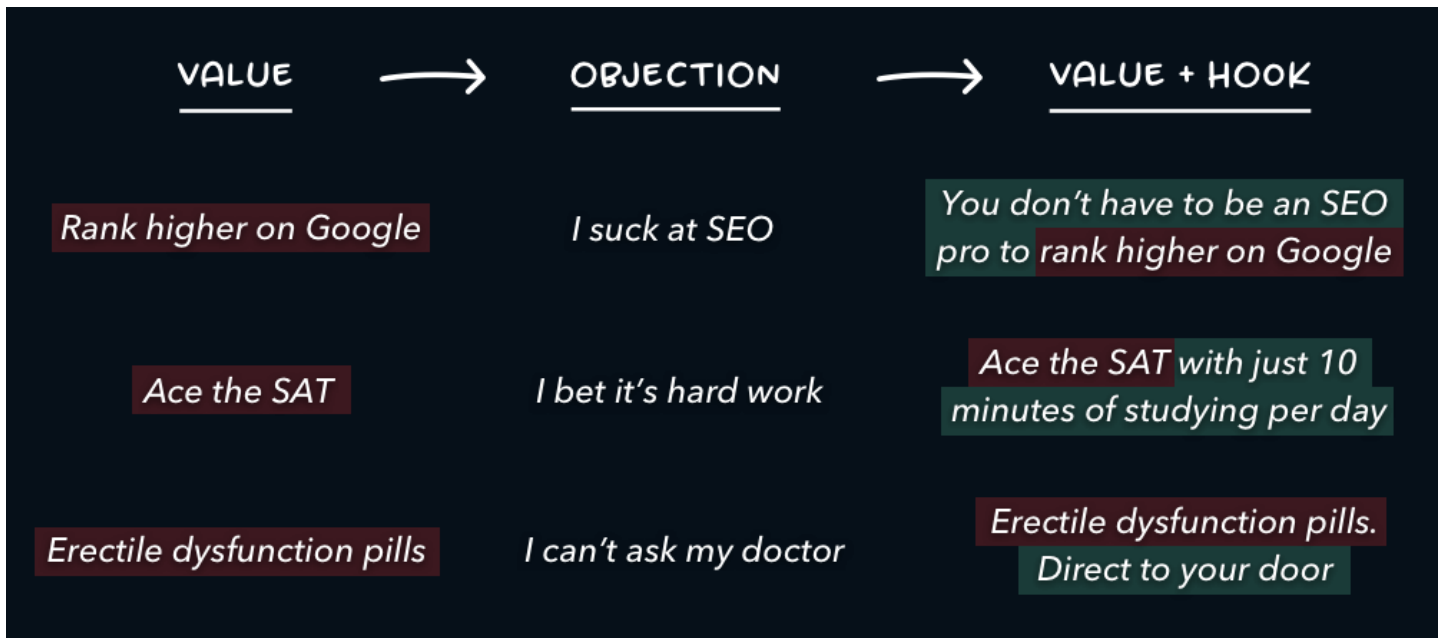 VALUE → OBJECTION → VALUE + HOOK
Rank higher on Google
I suck at SEO
You don’t have to be an SEO
pro to rank higher on Google
Ace the SAT
I bet it’s hard work
Ace the SAT with just 10
minutes of studying per day
Erectile dysfunction pills
I can’t ask my doctor
Erectile dysfunction pills.
Direct to your door